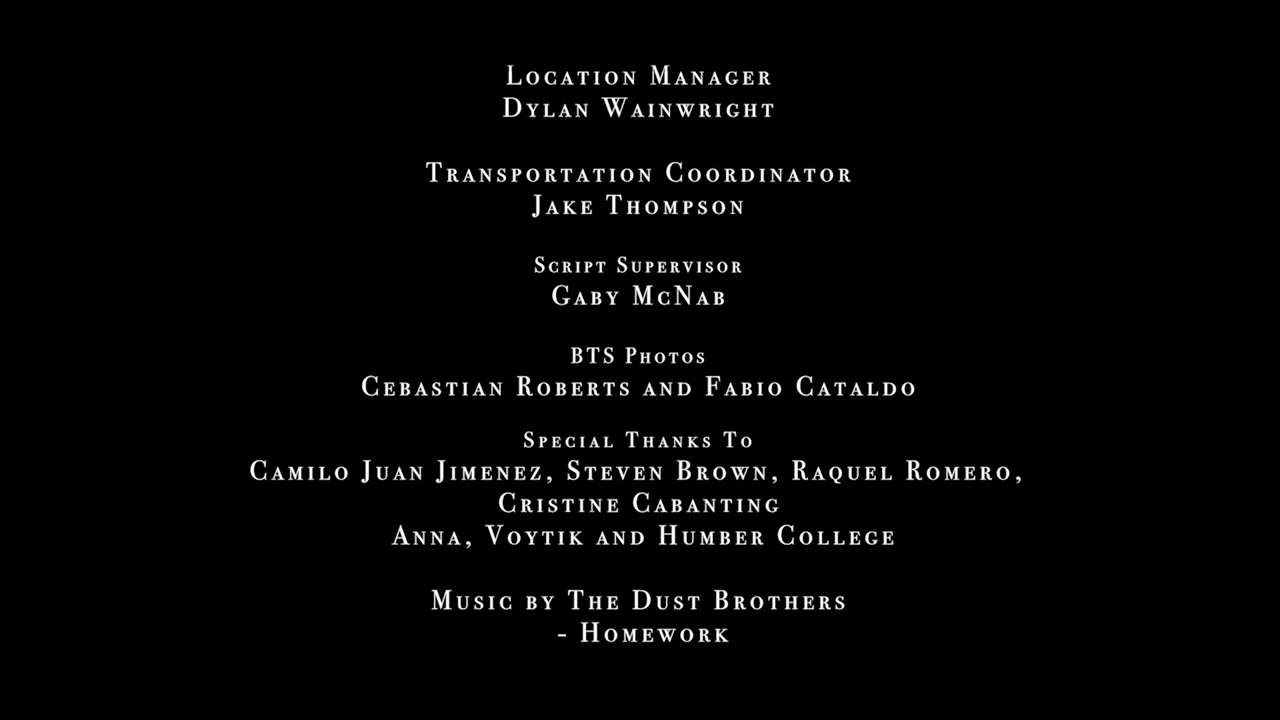 Location Manager
Dylan Wainwright
Transportation Coordinator
Jake Thompson
Script Supervisor
Gaby McNab
BTS Photos
Cebastian Roberts and Fabio Cataldo
Special Thanks To
Camilo Juan Jimenez, Steven Brown, Raquel Romero,
Cristine Cabanting
Anna, Voytik and Humber College
Music by The Dust Brothers
- Homework